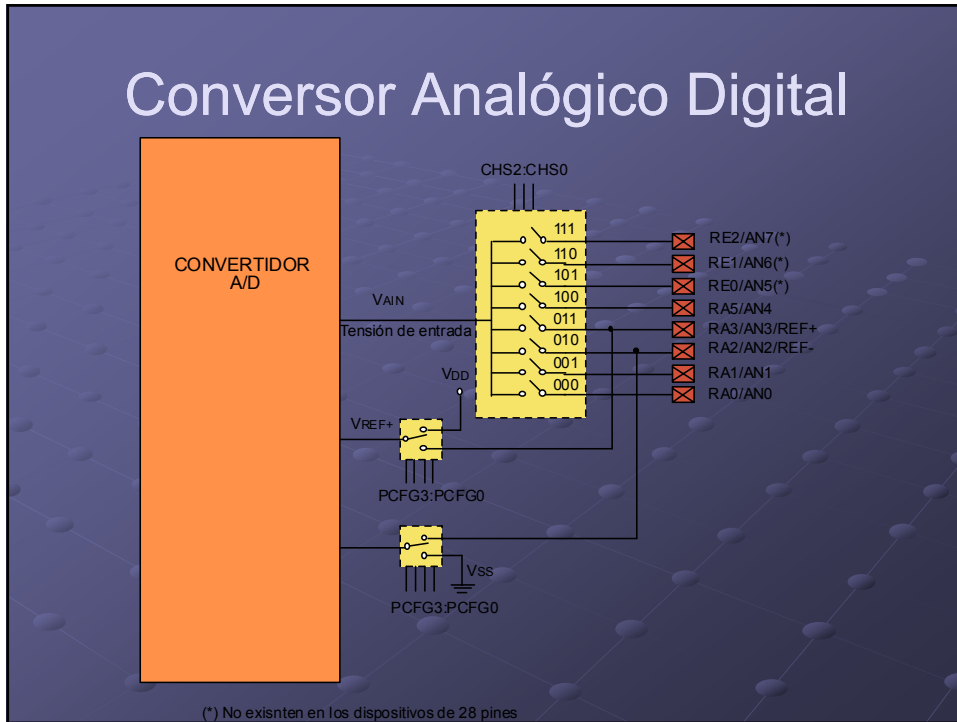 Conversor Analógico Digital
CHS2:CHS0
CONVERTIDOR
A/D
VAIN
Tensión de entrada
111
110
101
100
011
010
001
000
RE2/AN7(*)
RE1/AN6(*)
RE0/AN5(*)
RA5/AN4
RA3/AN3/REF+
RA2/AN2/REF-
RA1/AN1
RA0/AN0
VDD
VREF+
PCFG3:PCFG0
VSS
PCFG3:PCFG0
(*) No exisnten en los dispositivos de 28 pines